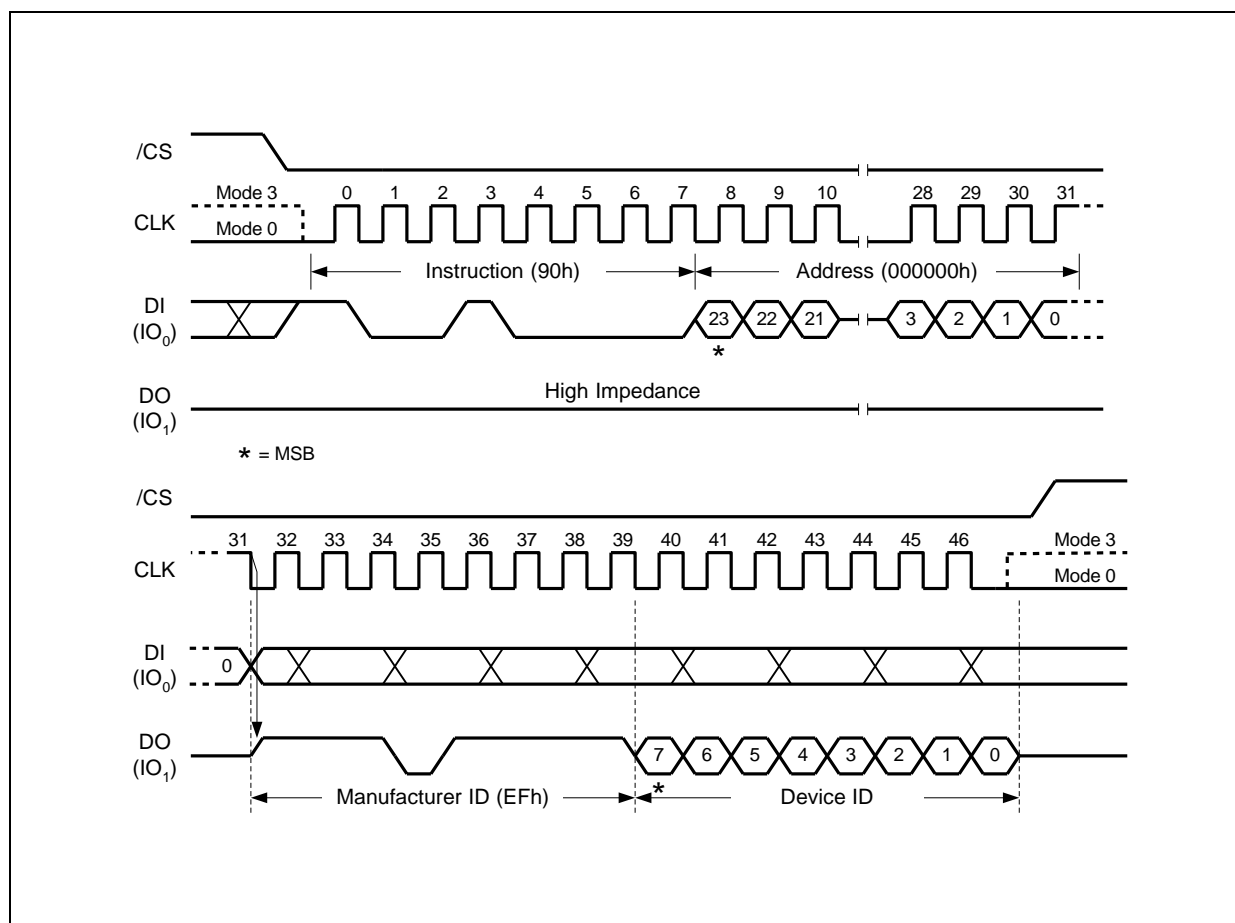 /CS
Mode 3 0 1 2 3 4 5 6 7 8 9 10 28 29 30 31
CLK
Mode 0
Instruction (90h) Address (000000h)
DI
(IO0) 23 22 21 3 2 1 0
*
DO High Impedance
(IO1)
* = MSB
/CS
31 32 33 34 35 36 37 38 39 40 41 42 43 44 45 46 Mode 3
CLK
Mode 0
DI
(IO0) 0
DO
(IO1) 7 6 5 4 3 2 1 0
*
Manufacturer ID (EFh) Device ID